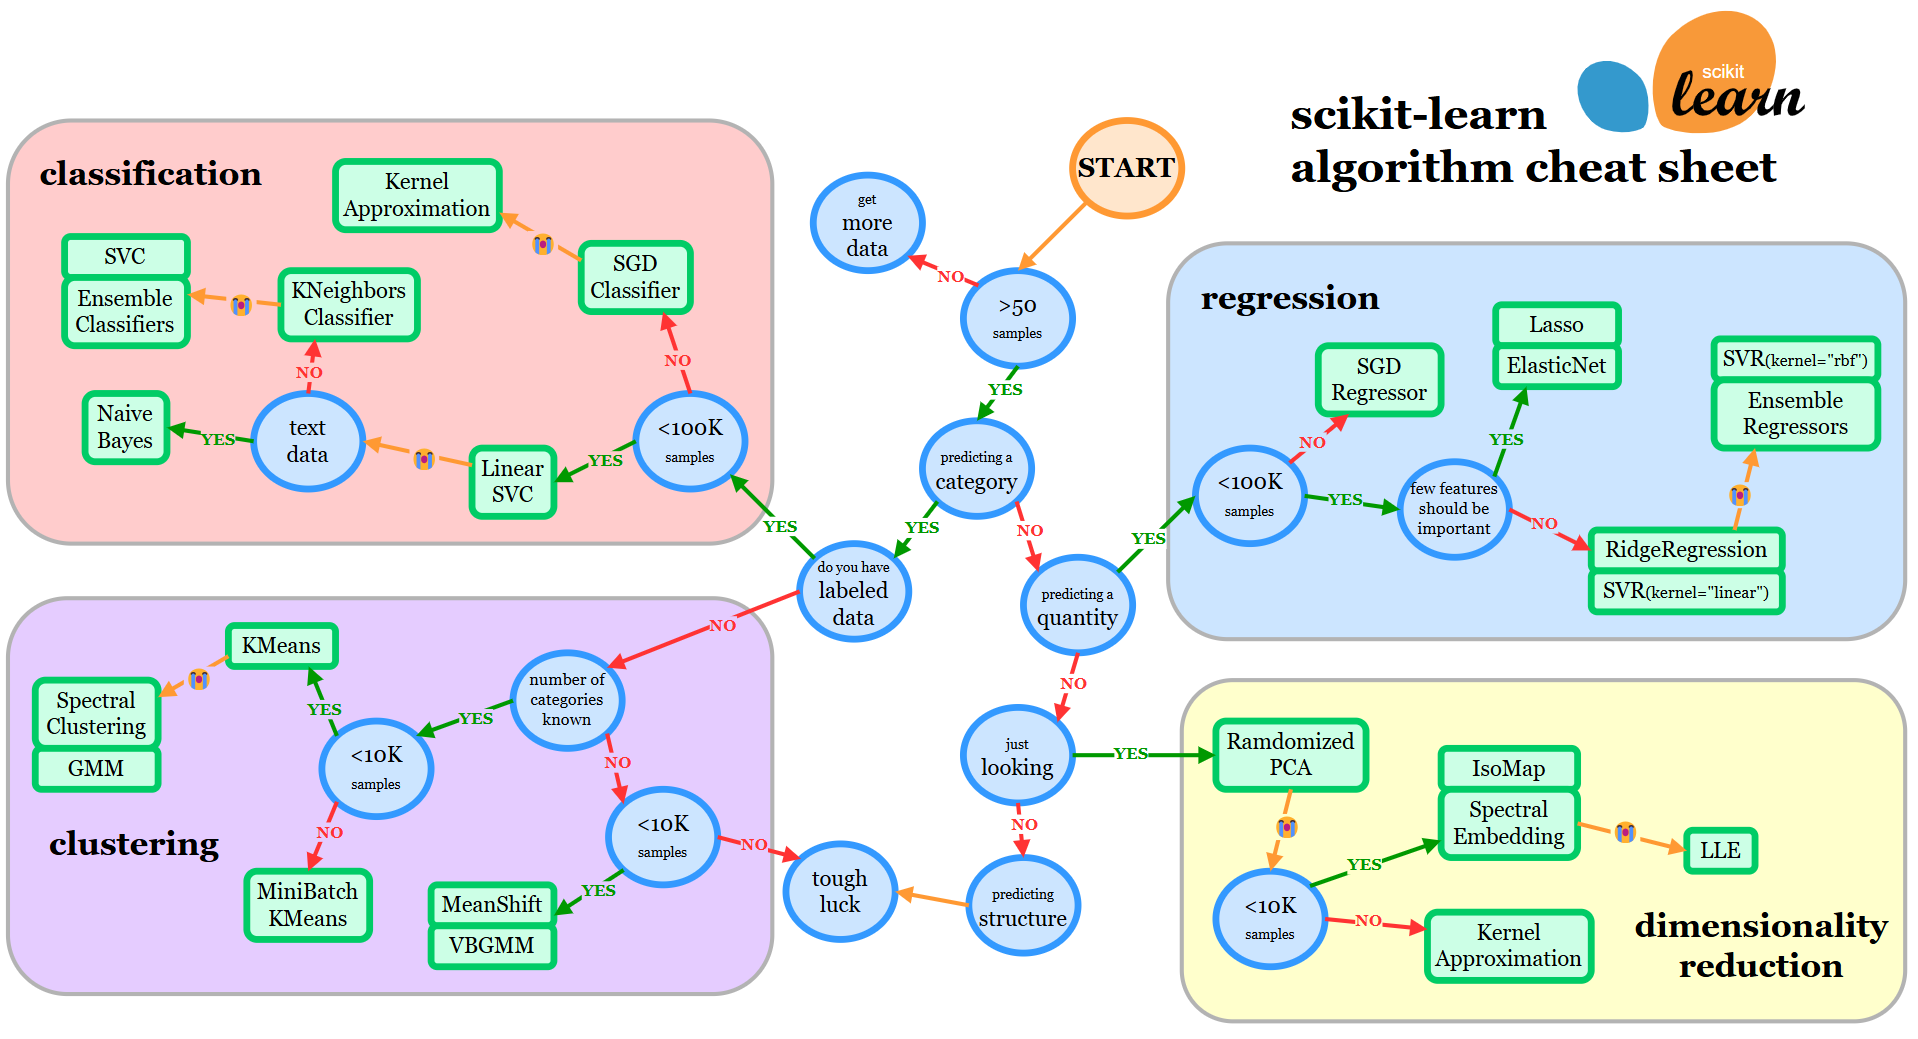 scikit
learn
scikit-learn
algorithm cheat sheet
START
get
more
data
NO
>50
samples
YES
predicting a
category
YES
NO
do you have
labeled
data
YES
NO
predicting a
quantity
YES
NO
just
looking
YES
NO
predicting
structure
tough
luck
classification
Kernel
Approximation
SVC
Ensemble
Classifiers
KNeighbors
Classifier
SGD
Classifier
NO
NO
Naive
Bayes
YES
text
data
Linear
SVC
YES
<100K
samples
regression
SGD
Regressor
Lasso
ElasticNet
SVR(kernel="rbf")
Ensemble
Regressors
NO
YES
<100K
samples
YES
few features
should be
important
NO
RidgeRegression
SVR(kernel="linear")
clustering
KMeans
Spectral
Clustering
GMM
YES
number of
categories
known
YES
<10K
samples
NO
NO
MiniBatch
KMeans
<10K
samples
NO
YES
MeanShift
VBGMM
dimensionality
reduction
Ramdomized
PCA
IsoMap
Spectral
Embedding
LLE
YES
<10K
samples
NO
Kernel
Approximation